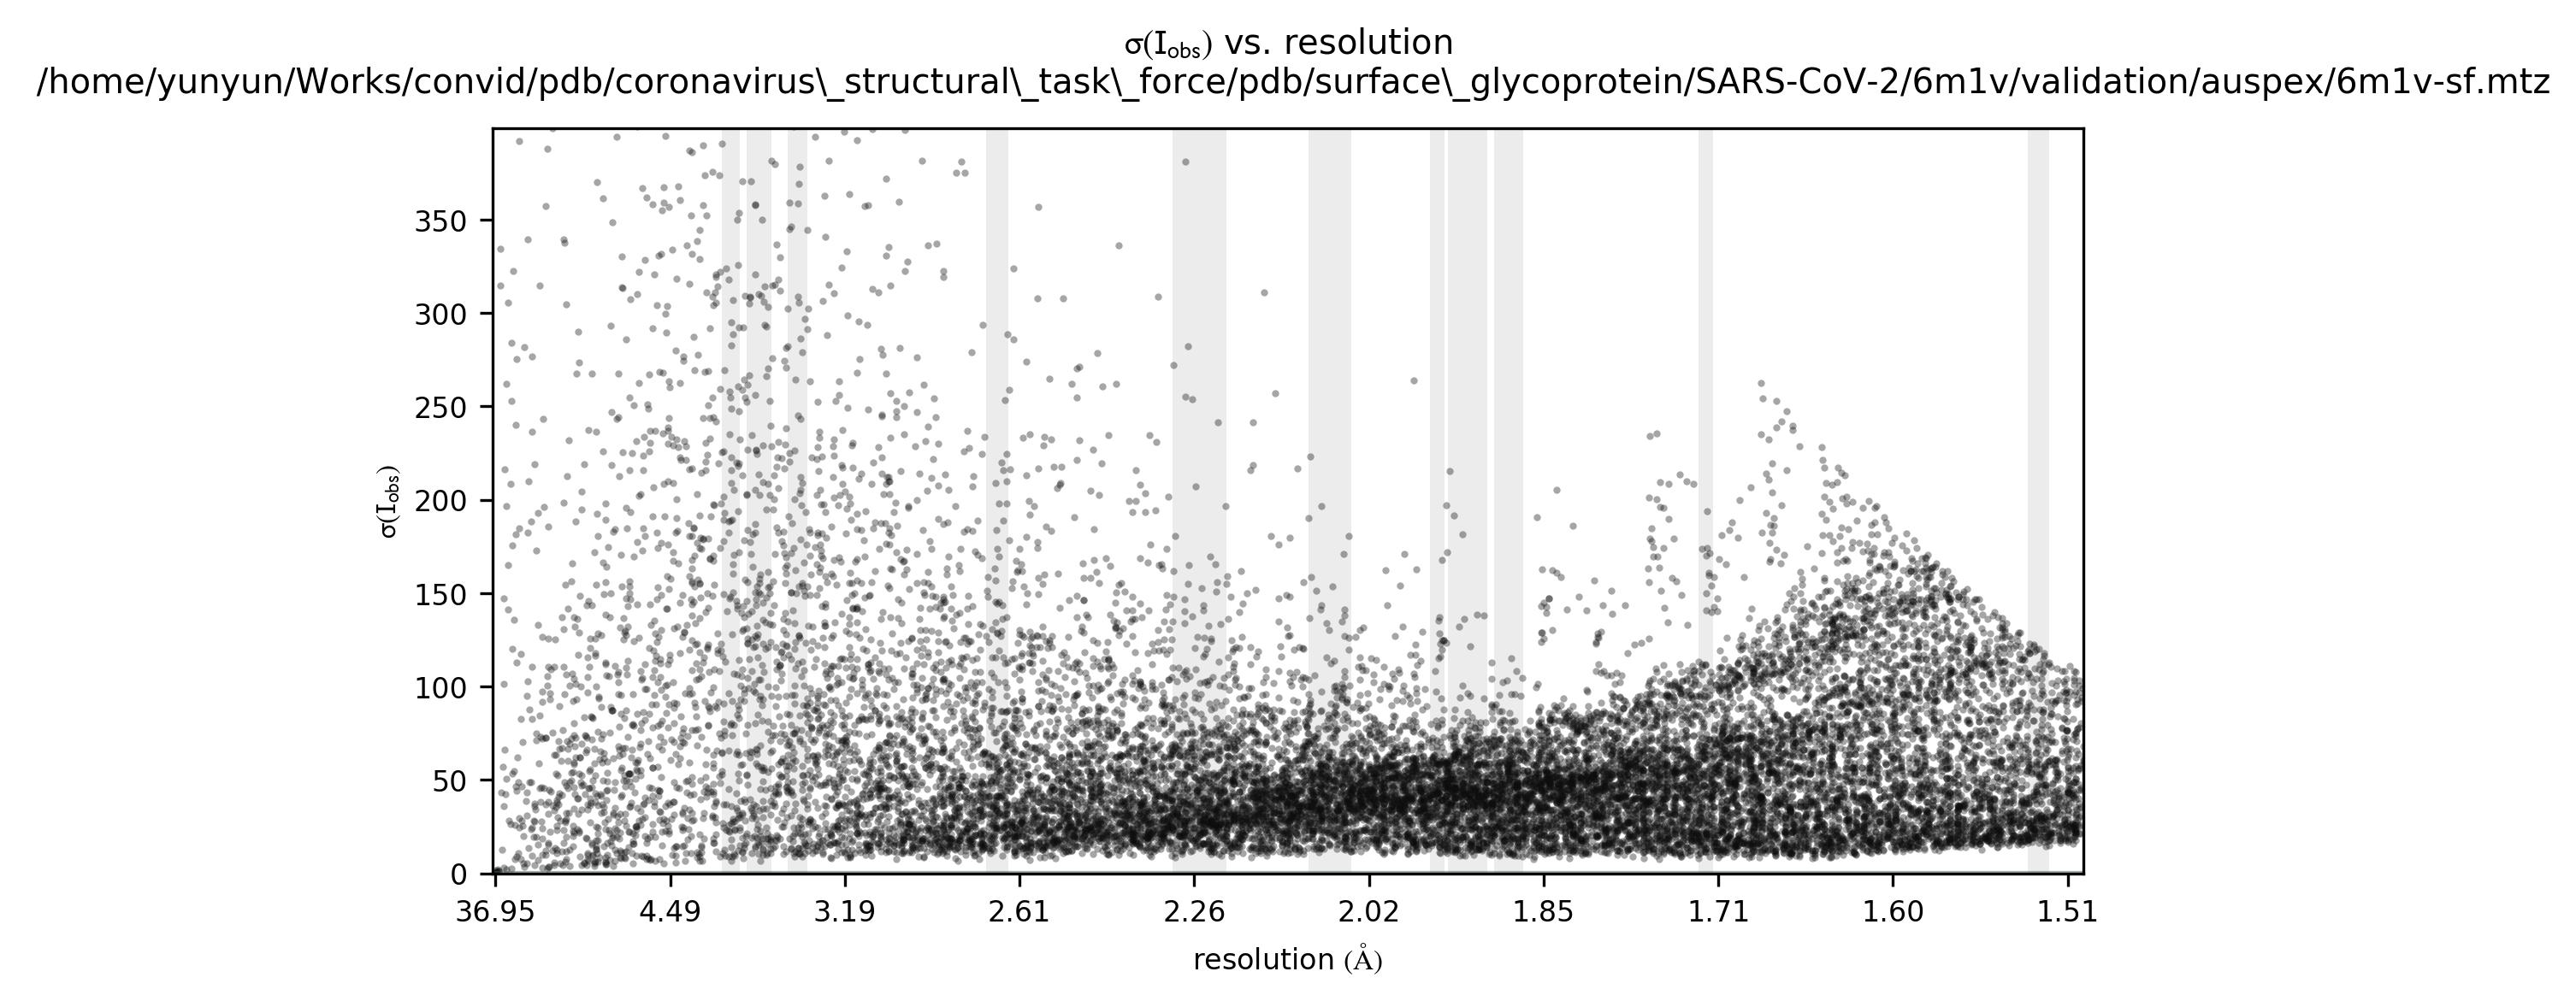 σ(I_obs) vs. resolution
/home/yunyun/Works/convid/pdb/coronavirus\_structural\_task\_force/pdb/surface\_glycoprotein/SARS-CoV-2/6m1v/validation/auspex/6m1v-sf.mtz
350
300
250
200
150
100
50
0
σ(I_obs)
36.95 4.49 3.19 2.61 2.26 2.02 1.85 1.71 1.60 1.51
resolution (Å)